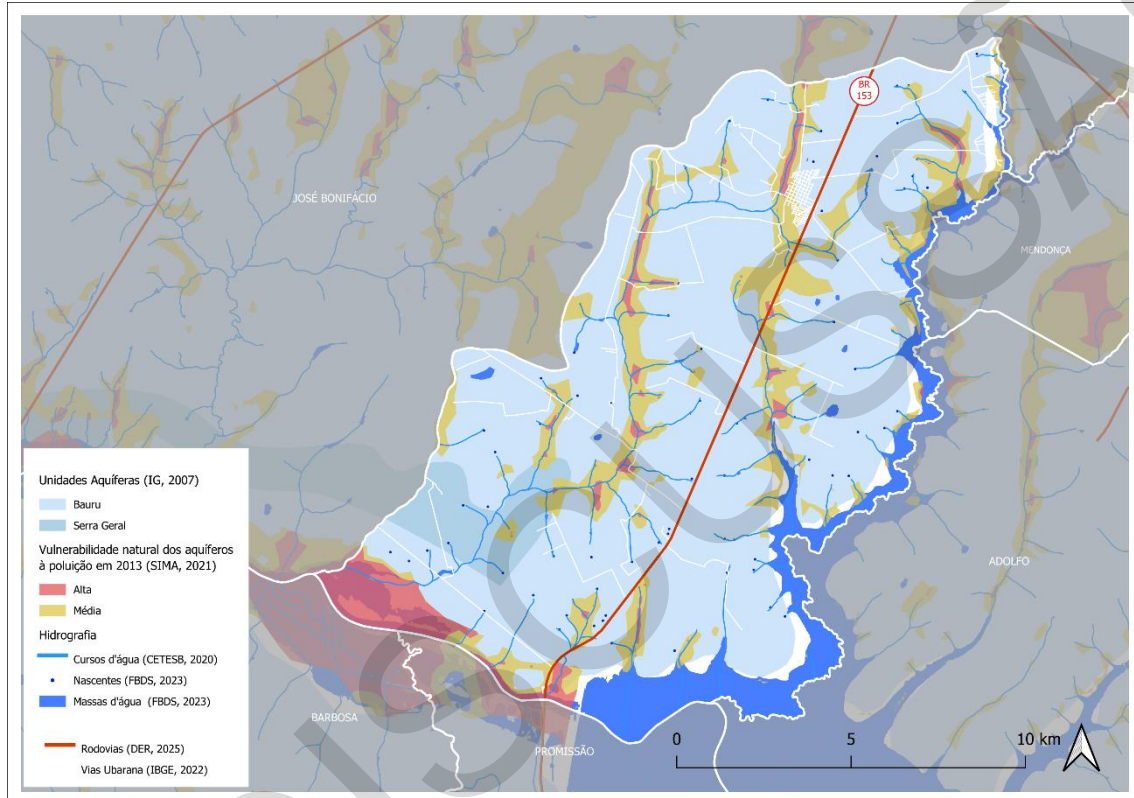 BR
153
JOSÉ BONIFÁCIO
MENDONÇA
ADOLFO
BARBOSA
PROMISSÃO
Unidades Aquíferas (IG, 2007)
Bauru
Serra Geral
Vulnerabilidade natural dos aquíferos
à poluição em 2013 (SIMA, 2021)
Alta
Média
Hidrografia
Cursos d'água (CETESB, 2020)
Nascentes (FBDS, 2023)
Massas d'água (FBDS, 2023)
Rodovias (DER, 2025)
Vias Ubarana (IBGE, 2022)
0 5 10 km